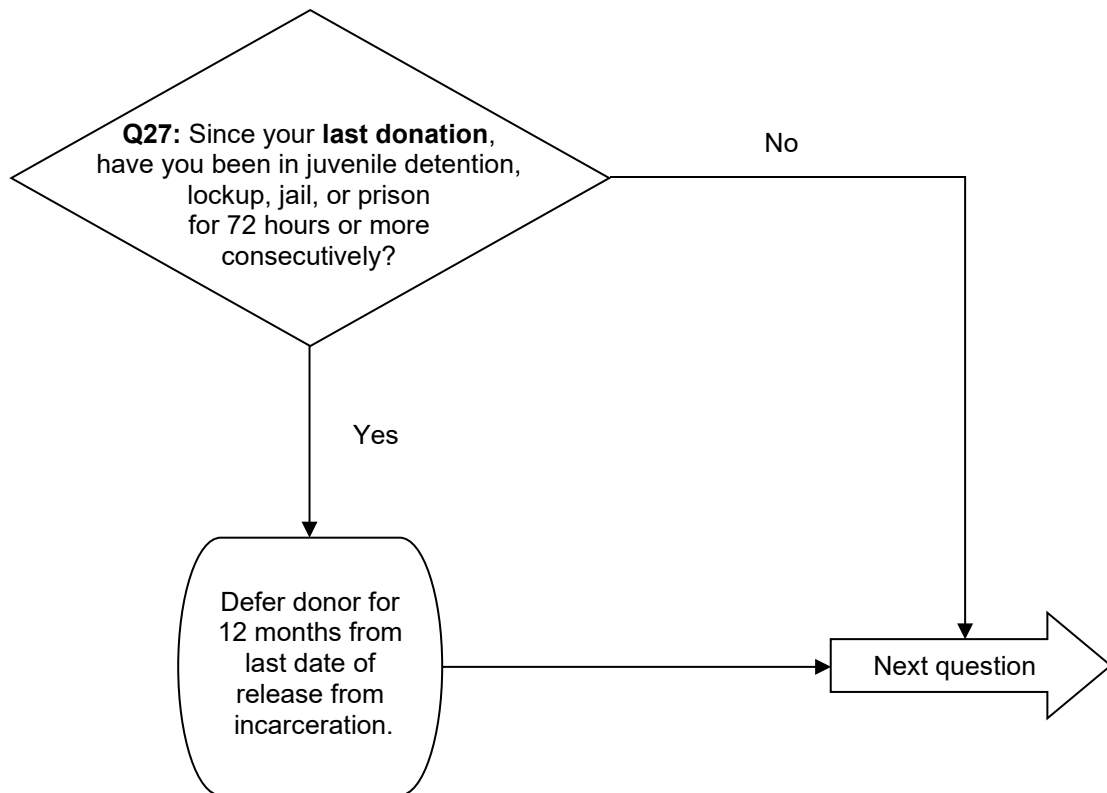 Q27: Since your last donation,
have you been in juvenile detention,
lockup, jail, or prison
for 72 hours or more
consecutively?
No
Yes
Defer donor for
12 months from
last date of
release from
incarceration.
Next question